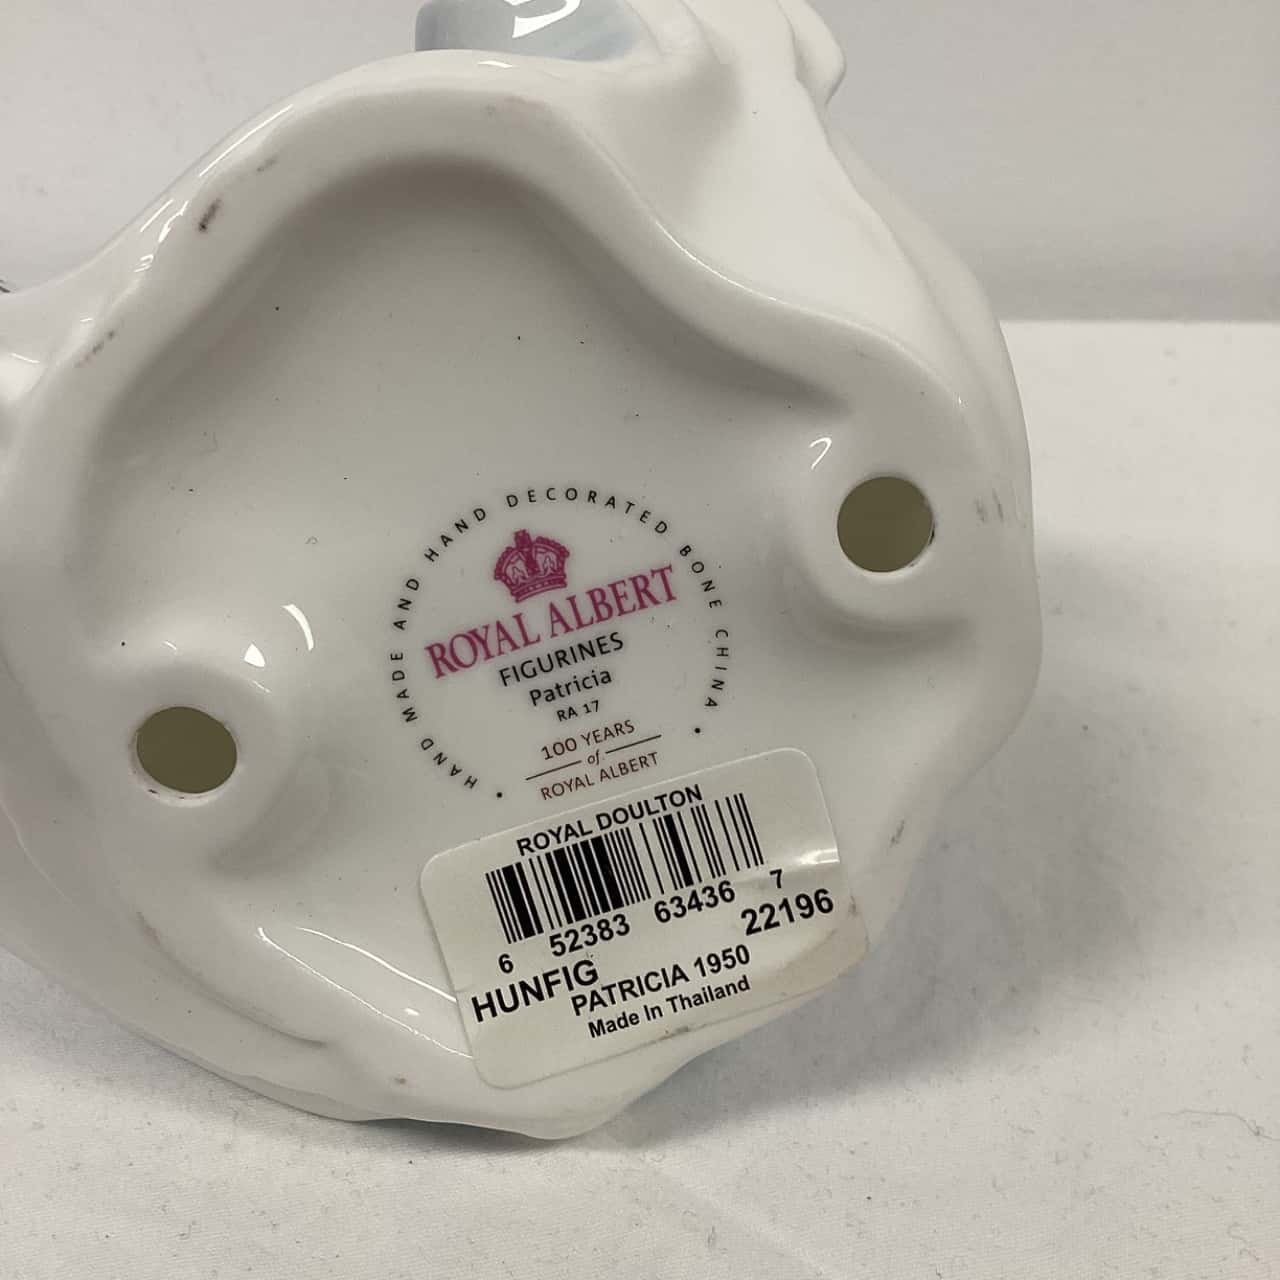 HAND MADE AND HAND DECORATED BONE CHINA
ROYAL ALBERT
FIGURINES
Patricia
RA 17
100 YEARS
of
ROYAL ALBERT
ROYAL DOULTON
6 52383 63436 7
HUNFIG 22196
PATRICIA 1950
Made In Thailand